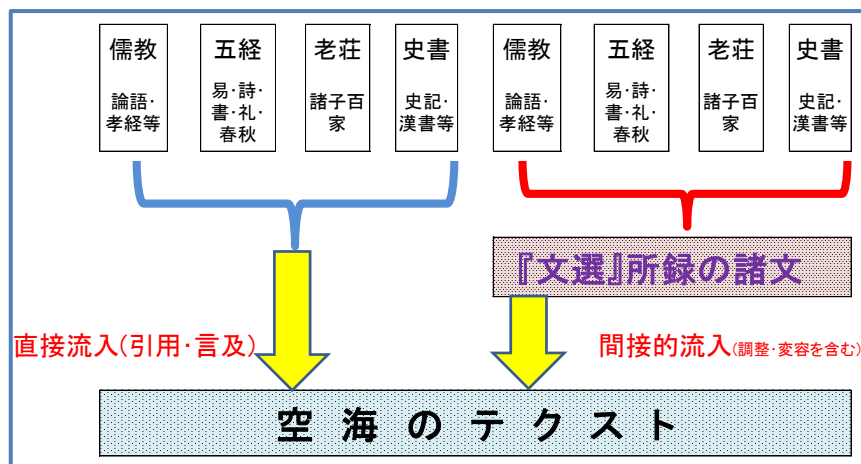 儒教
論語・
孝経等
五経
易・詩・
書・礼・
春秋
老荘
諸子百
家
史書
史記・
漢書等
儒教
論語・
孝経等
五経
易・詩・
書・礼・
春秋
老荘
諸子百
家
史書
史記・
漢書等
『文選』所録の諸文
直接流入(引用・言及)
間接的流入(調整・変容を含む)
空海のテクスト